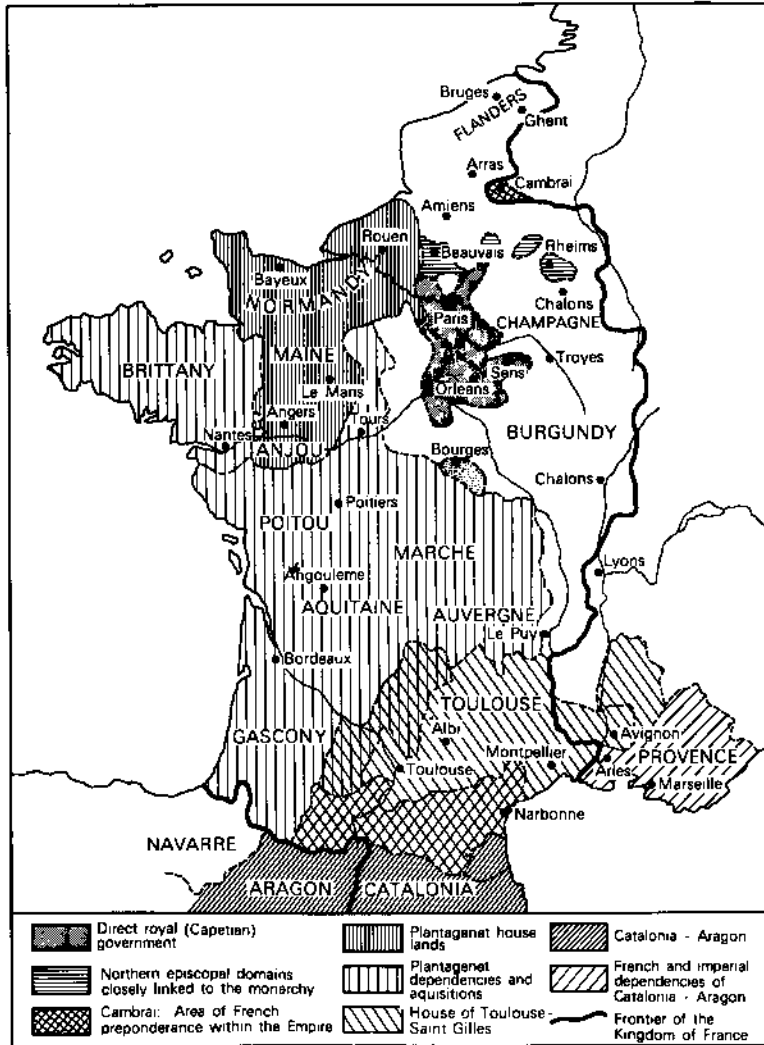 Bruges
FLANDERS
Ghent
Arras
Cambrai
Amiens
Rouen
Beauvais
Rheims
Bayeux
NORMANDY
Chalons
Paris
CHAMPAGNE
MAINE
BRITTANY
Troyes
Sens
Le Mans
Orleans
Angers
Tours
Nantes
ANJOU
BURGUNDY
Bourges
Chalons
Poitiers
POITOU
MARCHE
Lyons
Angouleme
AQUITAINE
AUVERGNE
Le Puy
Bordeaux
TOULOUSE
GASCONY
Albi
Avignon
Montpellier
PROVENCE
Toulouse
Arles
Marseille
Narbonne
NAVARRE
ARAGON
CATALONIA
Direct royal (Capetian)
government
Northern episcopal domains
closely linked to the monarchy
Cambrai: Area of French
preponderance within the Empire
Plantaganet house
lands
Plantagenet
dependencies and
aquisitions
House of Toulouse-
Saint Gilles
Catalonia - Aragon
French and imperial
dependencies of
Catalonia - Aragon
Frontier of the
Kingdom of France